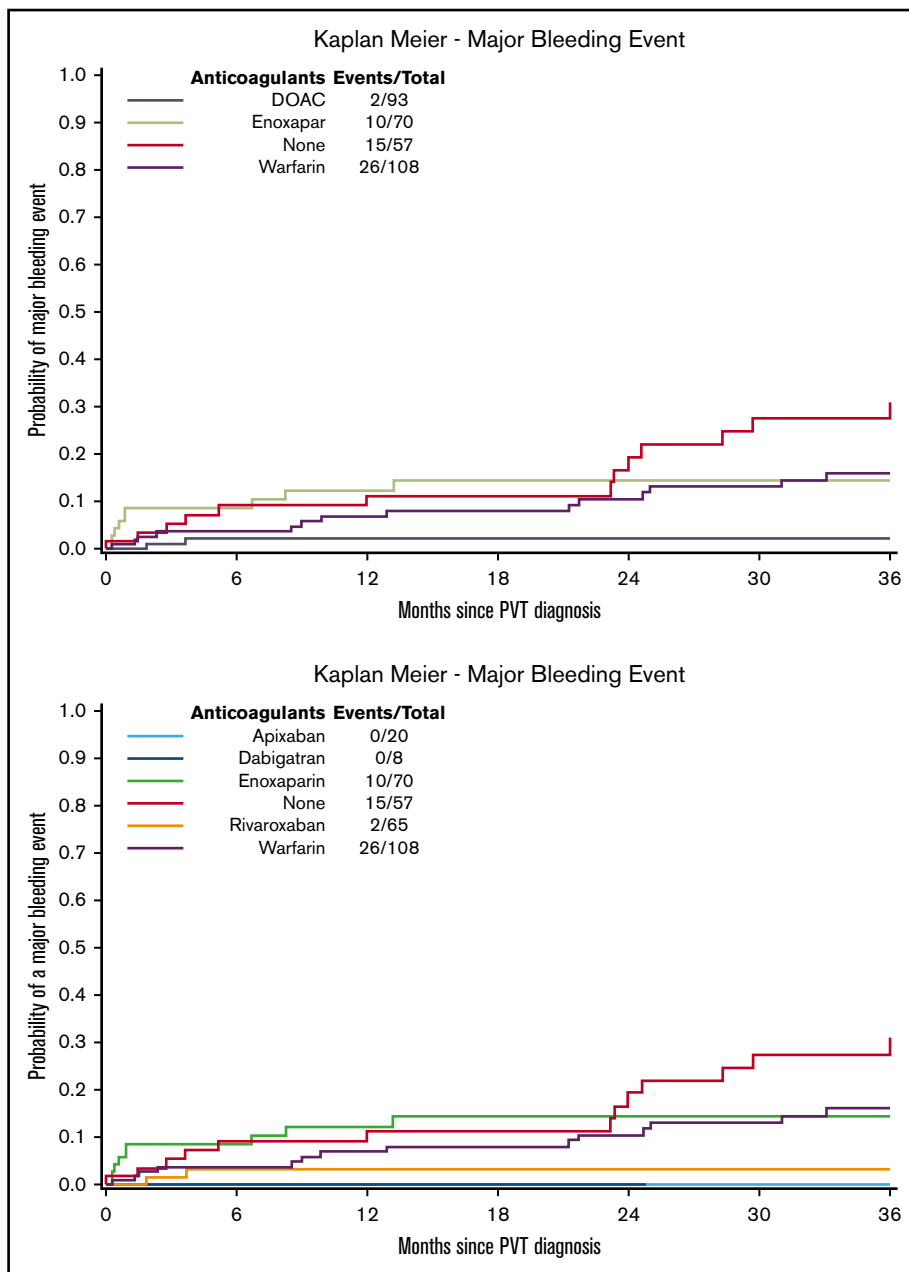 Kaplan Meier - Major Bleeding Event
Anticoagulants Events/Total
DOAC 2/93
Enoxapar 10/70
None 15/57
Warfarin 26/108
Probability of major bleeding event
1.0
0.9
0.8
0.7
0.6
0.5
0.4
0.3
0.2
0.1
0.0
0 6 12 18 24 30 36
Months since PVT diagnosis
Kaplan Meier - Major Bleeding Event
Anticoagulants Events/Total
Apixaban 0/20
Dabigatran 0/8
Enoxaparin 10/70
None 15/57
Rivaroxaban 2/65
Warfarin 26/108
Probability of a major bleeding event
1.0
0.9
0.8
0.7
0.6
0.5
0.4
0.3
0.2
0.1
0.0
0 6 12 18 24 30 36
Months since PVT diagnosis